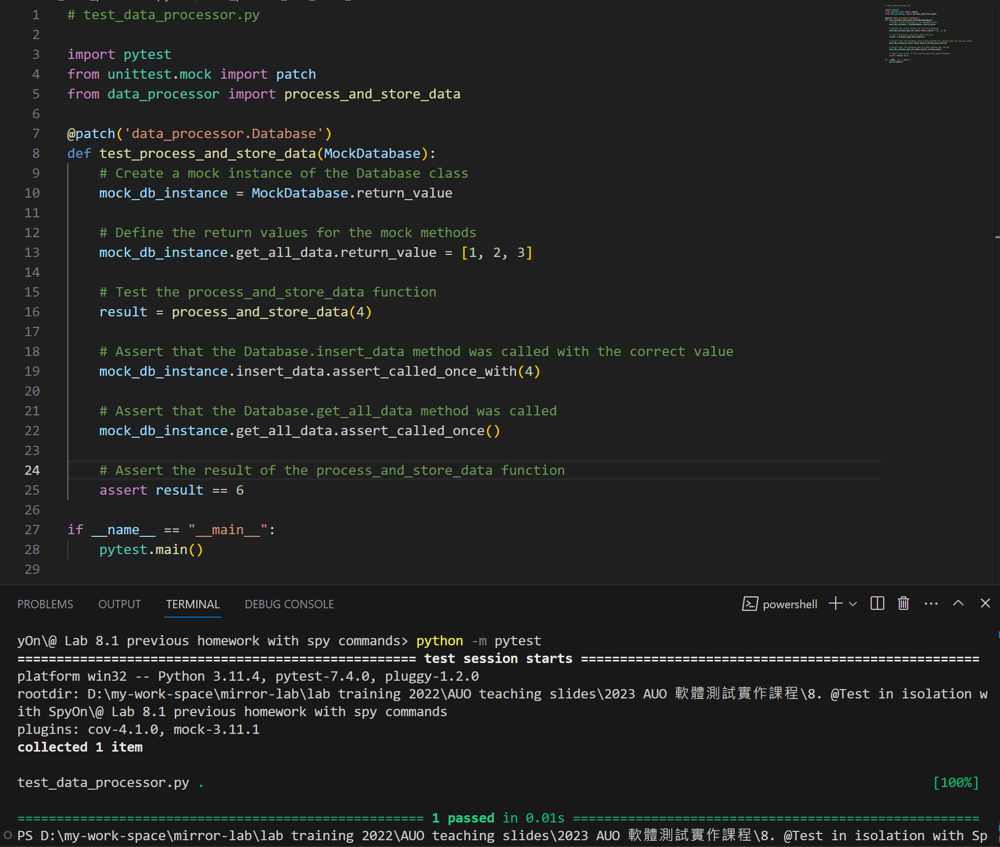 1 # test_data_processor.py
2
3 import pytest
4 from unittest.mock import patch
5 from data_processor import process_and_store_data
6
7 @patch('data_processor.Database')
8 def test_process_and_store_data(MockDatabase):
9     # Create a mock instance of the Database class
10     mock_db_instance = MockDatabase.return_value
11
12     # Define the return values for the mock methods
13     mock_db_instance.get_all_data.return_value = [1, 2, 3]
14
15     # Test the process_and_store_data function
16     result = process_and_store_data(4)
17
18     # Assert that the Database.insert_data method was called with the correct value
19     mock_db_instance.insert_data.assert_called_once_with(4)
20
21     # Assert that the Database.get_all_data method was called
22     mock_db_instance.get_all_data.assert_called_once()
23
24     # Assert the result of the process_and_store_data function
25     assert result == 6
26
27 if __name__ == "__main__":
28     pytest.main()
29
PROBLEMS OUTPUT TERMINAL DEBUG CONSOLE powershell
yOn\@ Lab 8.1 previous homework with spy commands> python -m pytest
=================================================== test session starts ===================================================
platform win32 -- Python 3.11.4, pytest-7.4.0, pluggy-1.2.0
rootdir: D:\my-work-space\mirror-lab\lab training 2022\AUO teaching slides\2023 AUO 軟體測試實作課程\8. @Test in isolation w
ith SpyOn\@ Lab 8.1 previous homework with spy commands
plugins: cov-4.1.0, mock-3.11.1
collected 1 item
test_data_processor.py . [100%]
==================================================== 1 passed in 0.01s ====================================================
PS D:\my-work-space\mirror-lab\lab training 2022\AUO teaching slides\2023 AUO 軟體測試實作課程\8. @Test in isolation with Sp